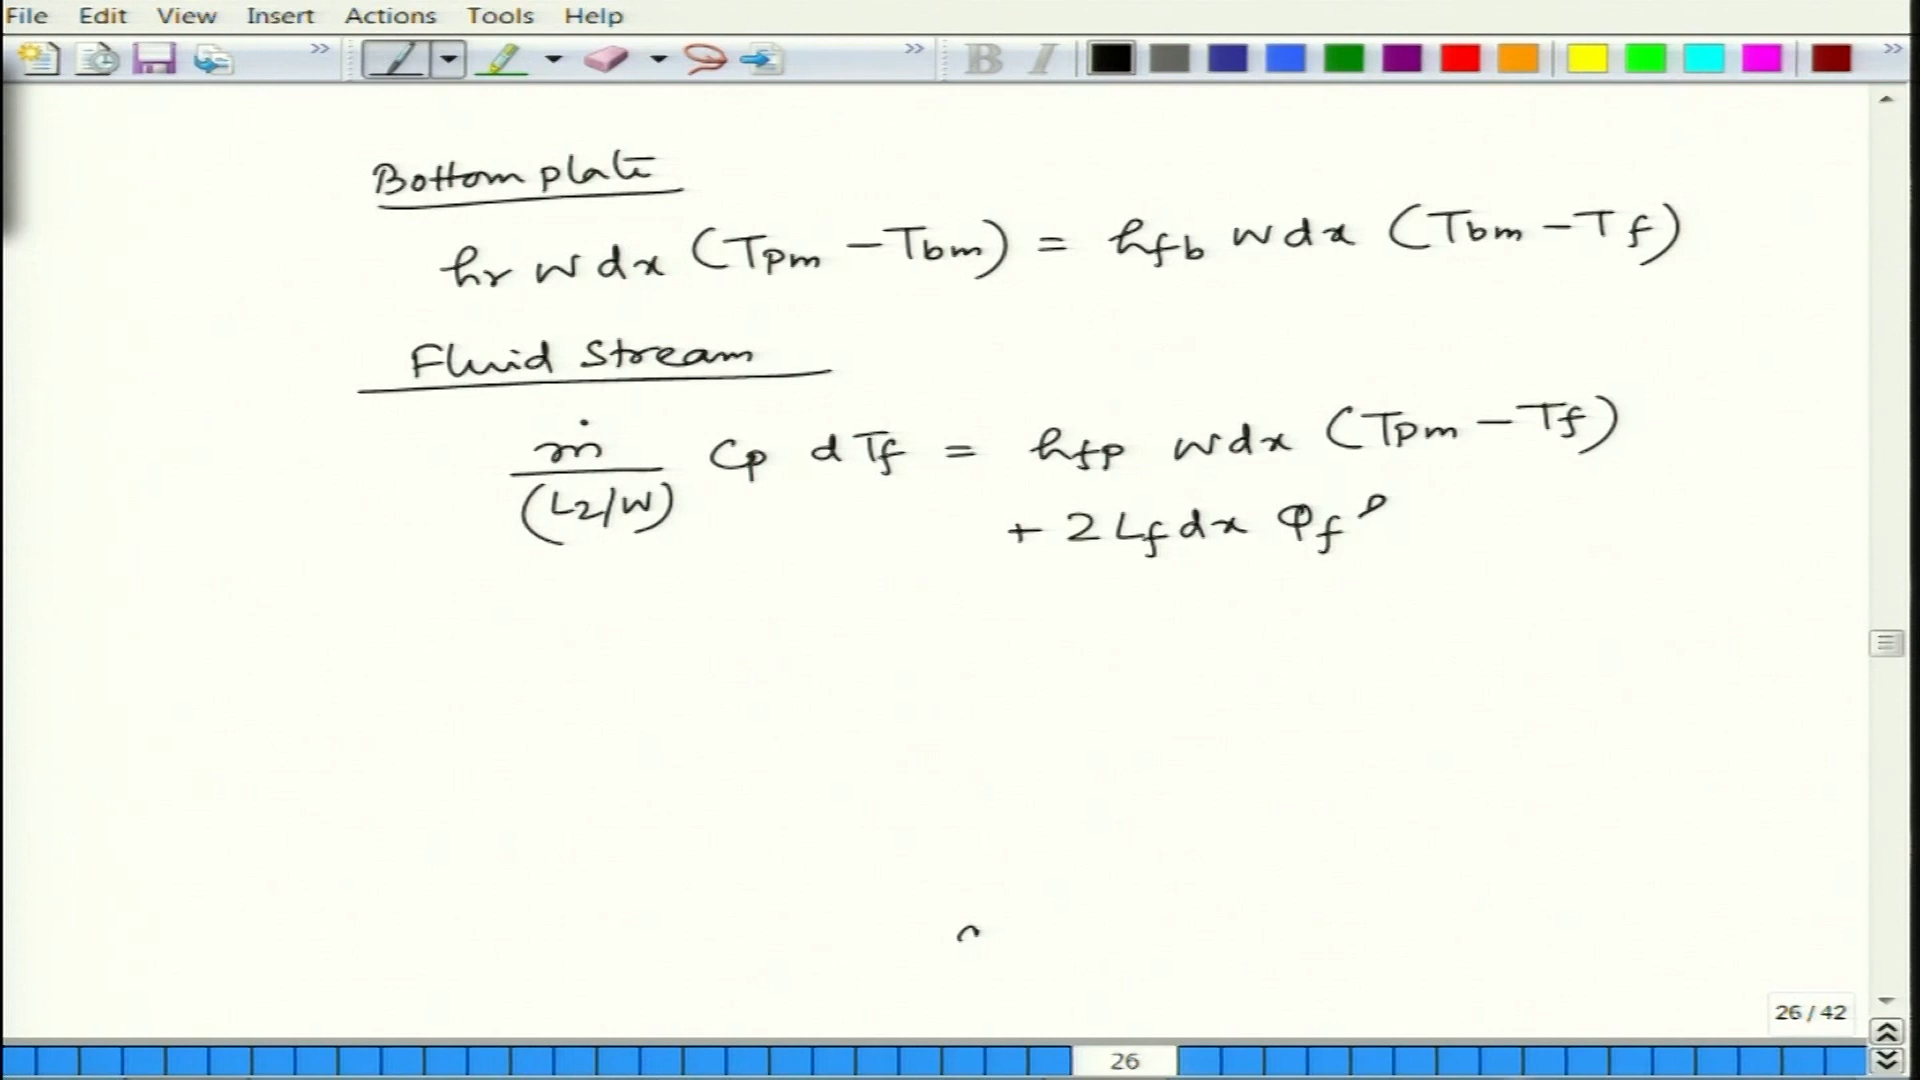 File Edit View Insert Actions Tools Help
B I
Bottom plate
hr W dx (Tpm - Tbm) = hfb W dx (Tbm - Tf)
Fluid Stream
ṁ/(L2/W) Cp dTf = hfp W dx (Tpm - Tf)
+ 2 Lf dx Φf
26 / 42
26